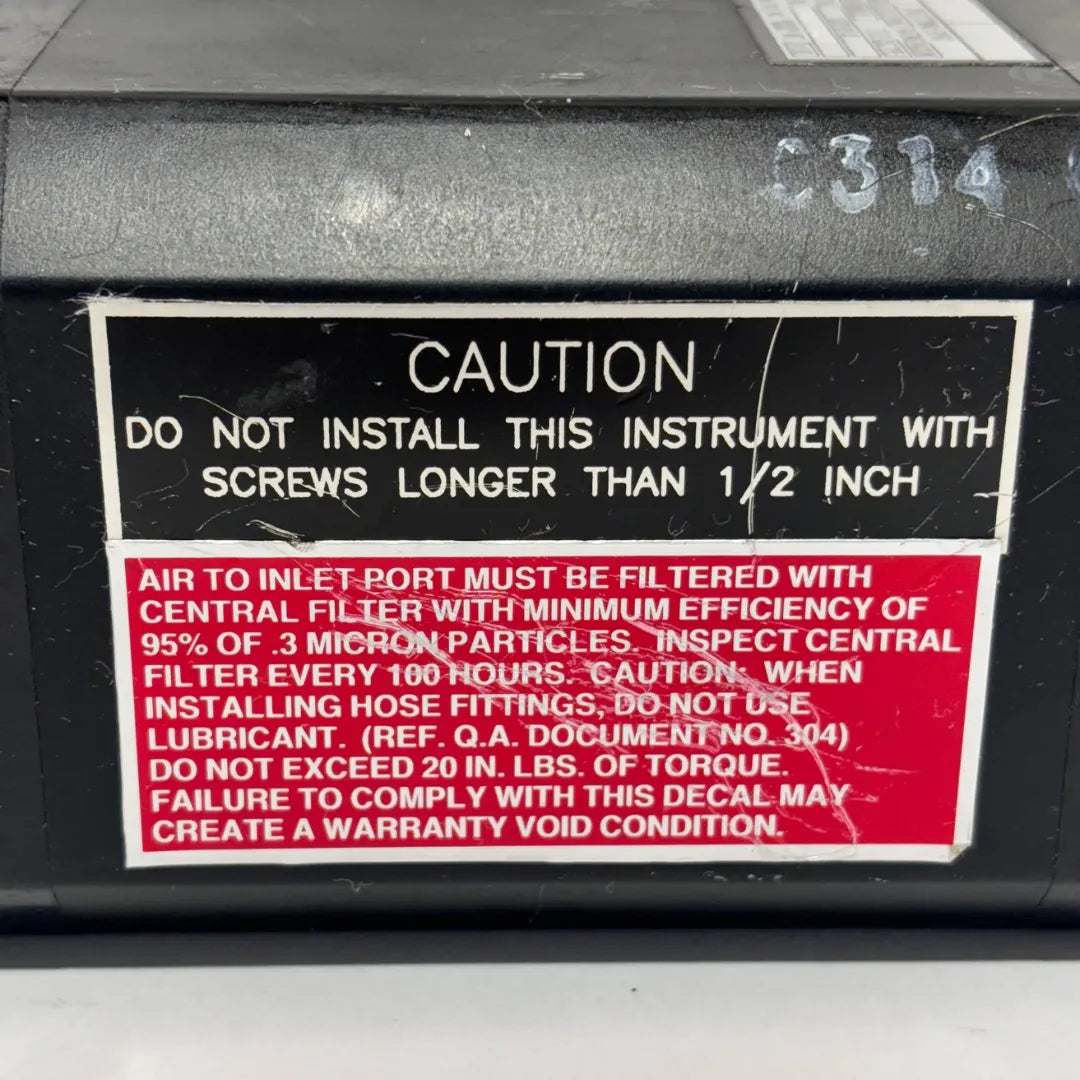 C314
CAUTION
DO NOT INSTALL THIS INSTRUMENT WITH
SCREWS LONGER THAN 1/2 INCH
AIR TO INLET PORT MUST BE FILTERED WITH
CENTRAL FILTER WITH MINIMUM EFFICIENCY OF
95% OF .3 MICRON PARTICLES. INSPECT CENTRAL
FILTER EVERY 100 HOURS. CAUTION: WHEN
INSTALLING HOSE FITTINGS, DO NOT USE
LUBRICANT. (REF. Q.A. DOCUMENT NO. 304)
DO NOT EXCEED 20 IN. LBS. OF TORQUE.
FAILURE TO COMPLY WITH THIS DECAL MAY
CREATE A WARRANTY VOID CONDITION.